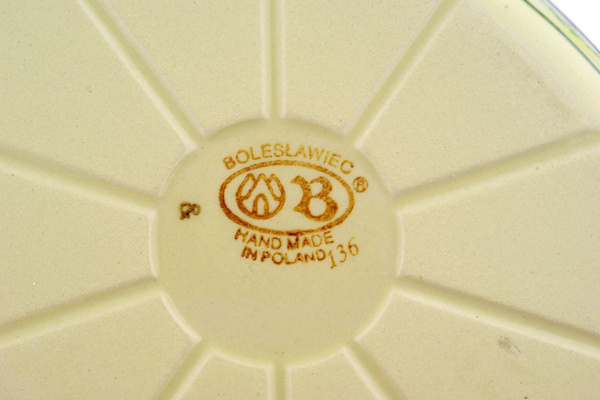 BOLESŁAWIEC
B ®
HAND MADE
IN POLAND 136